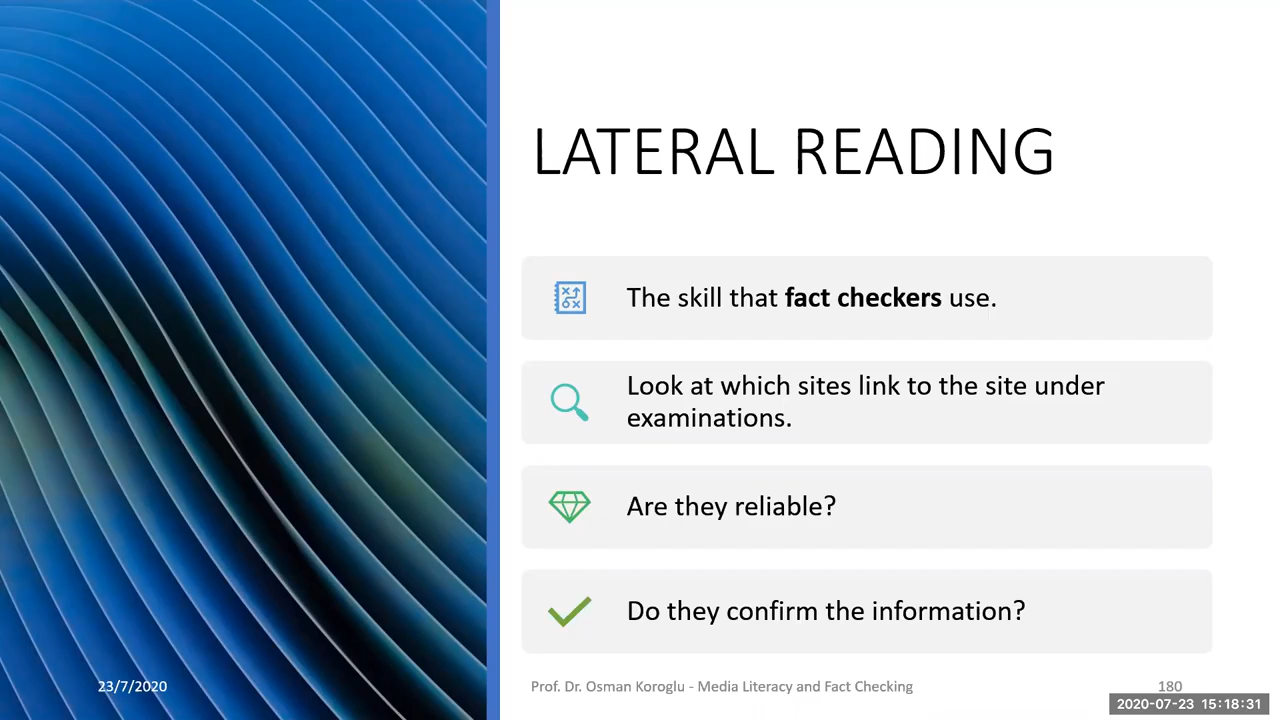 LATERAL READING
The skill that fact checkers use.
Look at which sites link to the site under
examinations.
Are they reliable?
Do they confirm the information?
23/7/2020
Prof. Dr. Osman Koroglu - Media Literacy and Fact Checking
180
2020-07-23 15:18:31